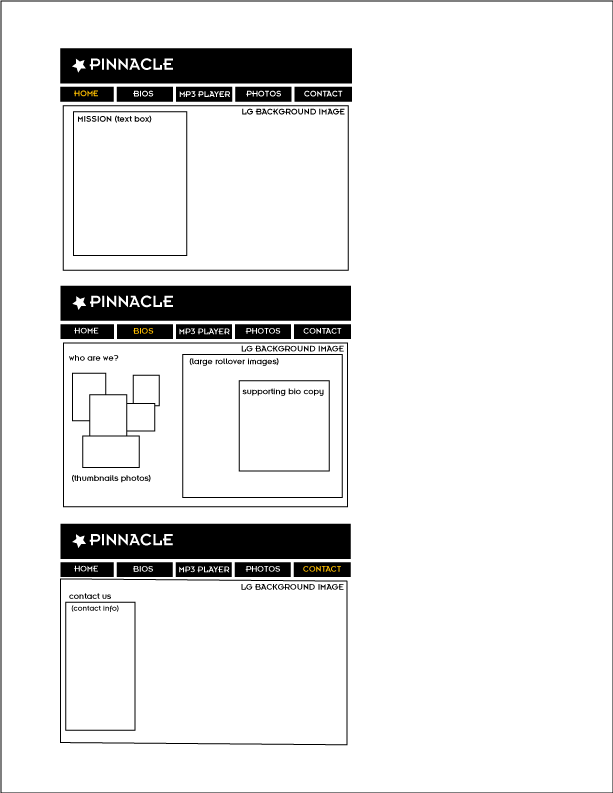 PINNACLE
HOME BIOS MP3 PLAYER PHOTOS CONTACT
LG BACKGROUND IMAGE
MISSION (text box)
PINNACLE
HOME BIOS MP3 PLAYER PHOTOS CONTACT
LG BACKGROUND IMAGE
who are we?
(large rollover images)
supporting bio copy
(thumbnails photos)
PINNACLE
HOME BIOS MP3 PLAYER PHOTOS CONTACT
LG BACKGROUND IMAGE
contact us
(contact info)